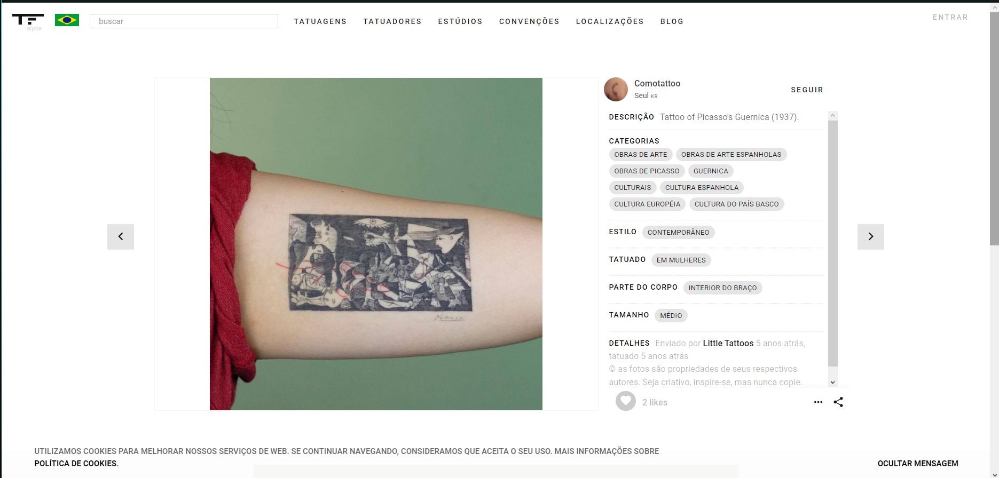 TF
alpha
buscar
TATUAGENS TATUADORES ESTÚDIOS CONVENÇÕES LOCALIZAÇÕES BLOG
ENTRAR
Comotattoo
Seul KR
SEGUIR
DESCRIÇÃO Tattoo of Picasso's Guernica (1937).
CATEGORIAS
OBRAS DE ARTE OBRAS DE ARTE ESPANHOLAS
OBRAS DE PICASSO GUERNICA
CULTURAIS CULTURA ESPANHOLA
CULTURA EUROPÉIA CULTURA DO PAÍS BASCO
ESTILO CONTEMPORÂNEO
TATUADO EM MULHERES
PARTE DO CORPO INTERIOR DO BRAÇO
TAMANHO MÉDIO
DETALHES Enviado por Little Tattoos 5 anos atrás,
tatuado 5 anos atrás
© as fotos são propriedades de seus respectivos
autores. Seja criativo, inspire-se, mas nunca copie.
2 likes
Picasso
UTILIZAMOS COOKIES PARA MELHORAR NOSSOS SERVIÇOS DE WEB. SE CONTINUAR NAVEGANDO, CONSIDERAMOS QUE ACEITA O SEU USO. MAIS INFORMAÇÕES SOBRE
POLÍTICA DE COOKIES.
OCULTAR MENSAGEM